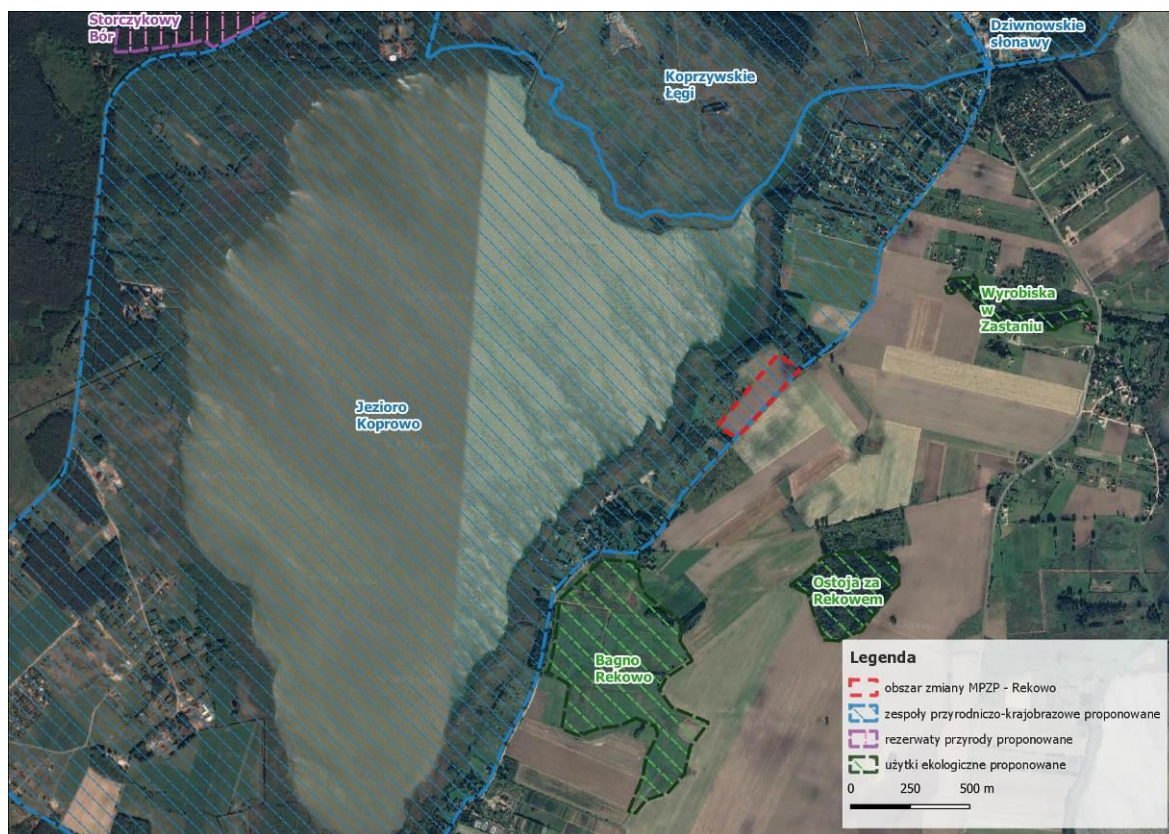 Storczykowy
Bór
Dziwnowskie
słonawy
Koprzywskie
Łęgi
Wyrobiska
w
Zastaniu
Jezioro
Koprowo
Ostoja za
Rekowem
Bagno
Rekowo
Legenda
obszar zmiany MPZP - Rekowo
zespoły przyrodniczo-krajobrazowe proponowane
rezerwaty przyrody proponowane
użytki ekologiczne proponowane
0 250 500 m